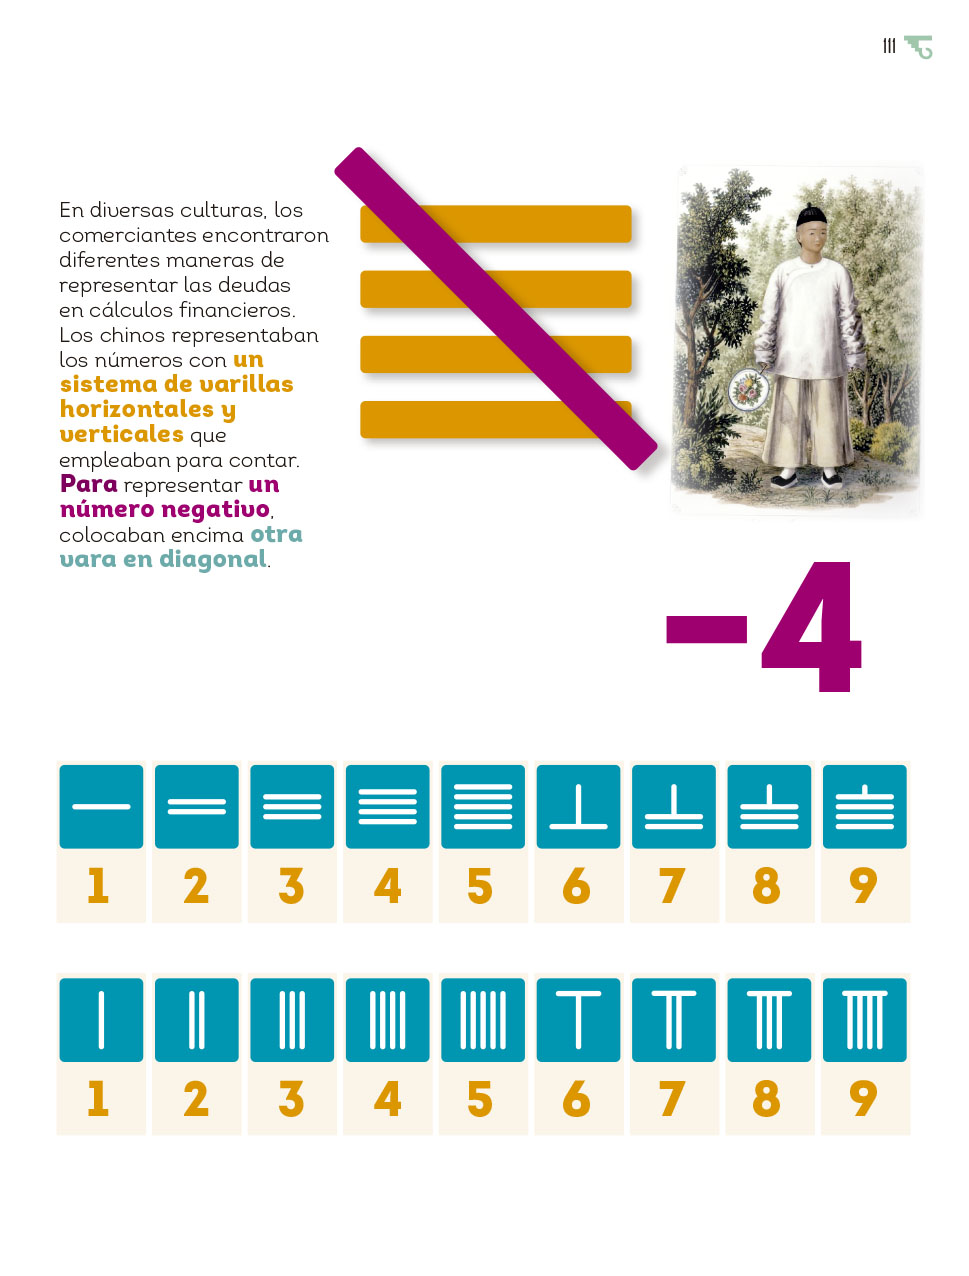 111
En diversas culturas, los
comerciantes encontraron
diferentes maneras de
representar las deudas
en cálculos financieros.
Los chinos representaban
los números con un
sistema de varillas
horizontales y
verticales que
empleaban para contar.
Para representar un
número negativo,
colocaban encima otra
vara en diagonal.
-4
1 2 3 4 5 6 7 8 9
1 2 3 4 5 6 7 8 9